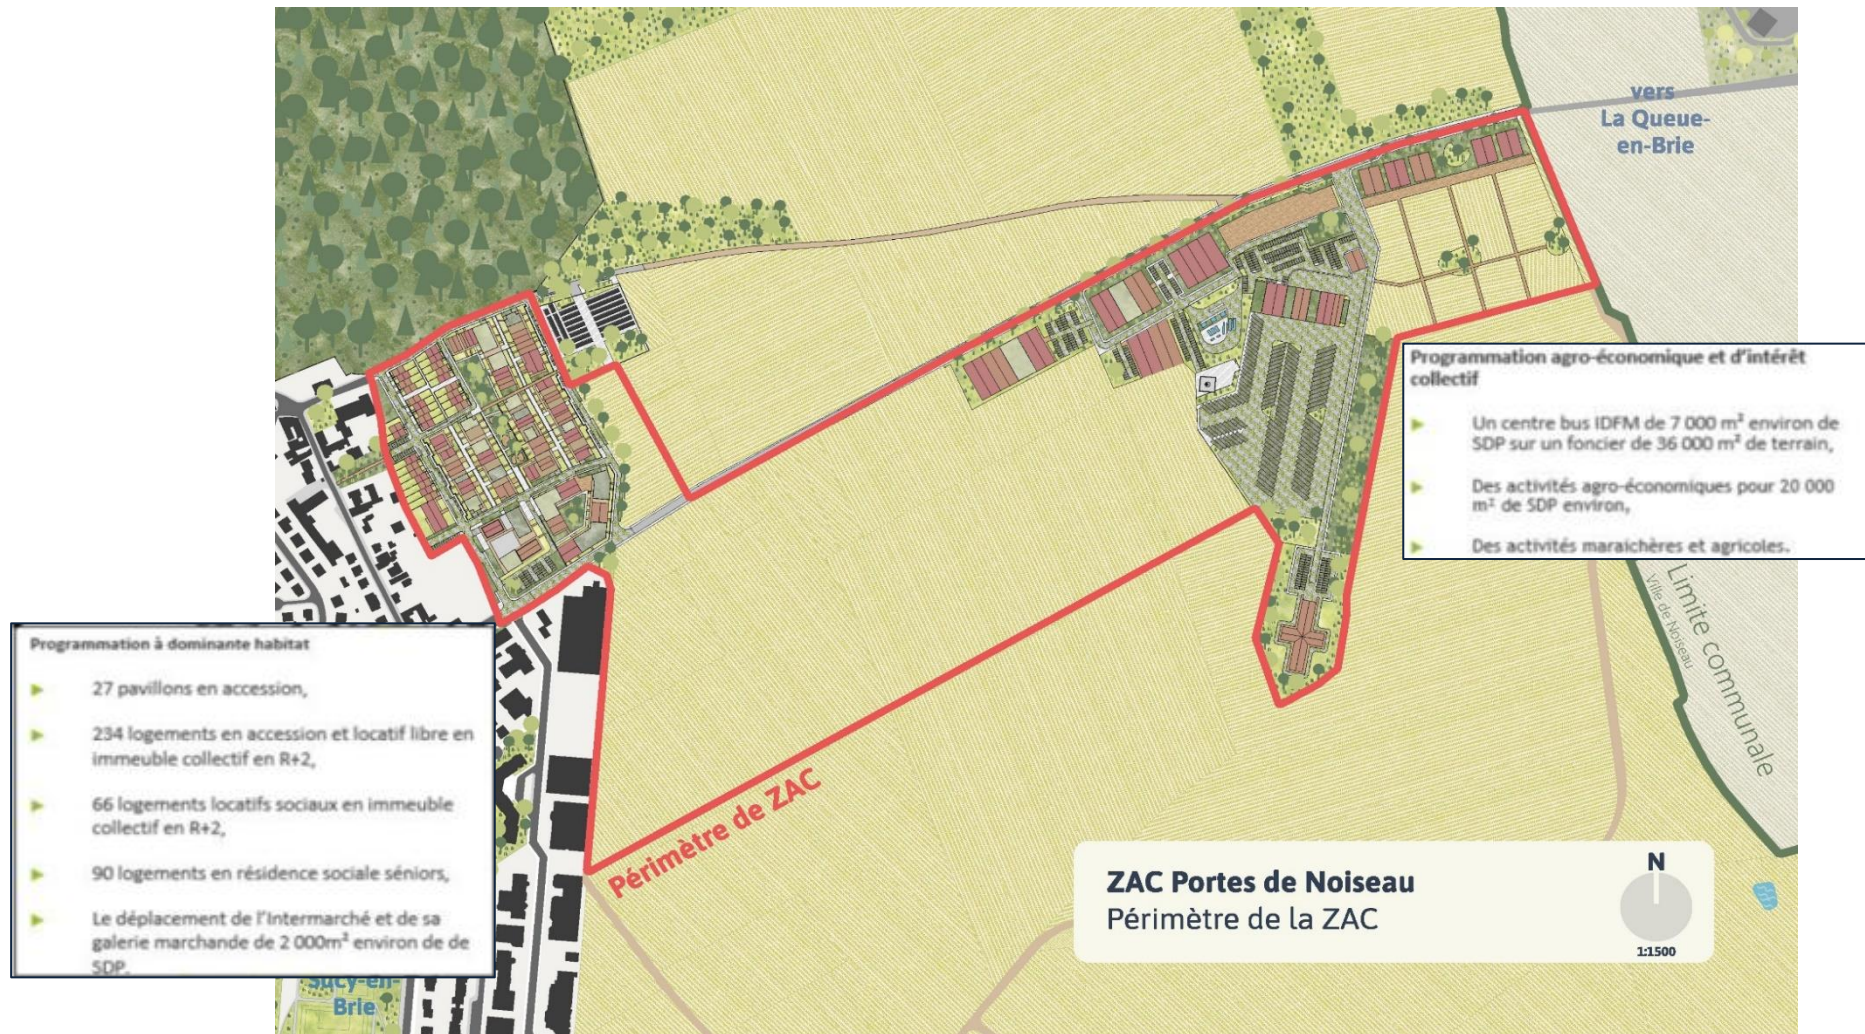 vers
La Queue-
en-Brie
Programmation agro-économique et d'intérêt
collectif
► Un centre bus IDFM de 7 000 m² environ de
SDP sur un foncier de 36 000 m² de terrain,
► Des activités agro-économiques pour 20 000
m² de SDP environ,
► Des activités maraichères et agricoles.
Limite communale
Ville de Noiseau
Programmation à dominante habitat
► 27 pavillons en accession,
► 234 logements en accession et locatif libre en
immeuble collectif en R+2,
► 66 logements locatifs sociaux en immeuble
collectif en R+2,
► 90 logements en résidence sociale séniors,
► Le déplacement de l'Intermarché et de sa
galerie marchande de 2 000m² environ de de
SDP.
Périmètre de ZAC
ZAC Portes de Noiseau
Périmètre de la ZAC
N
1:1500
Sucy-en-
Brie